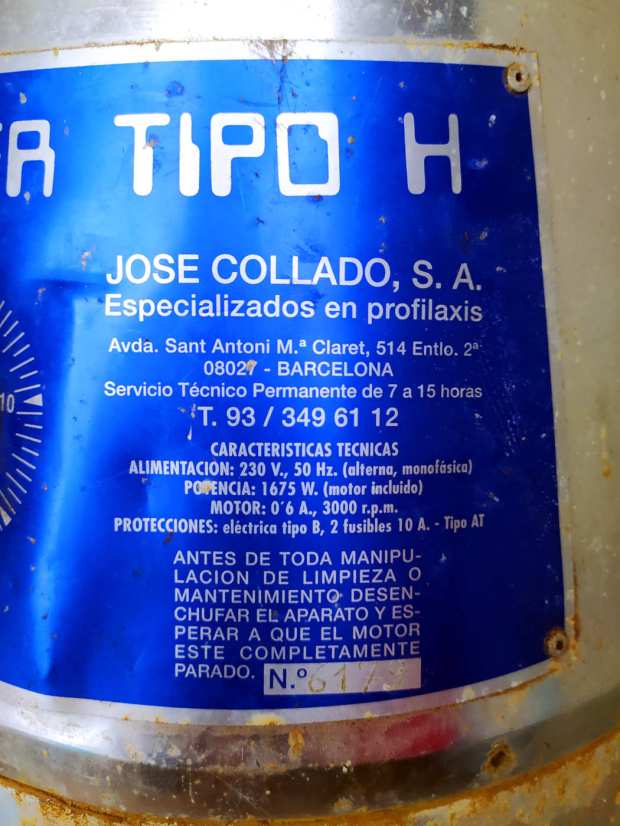 ER TIPO H
JOSE COLLADO, S. A.
Especializados en profilaxis
Avda. Sant Antoni M.ª Claret, 514 Entlo. 2ª
08027 - BARCELONA
Servicio Técnico Permanente de 7 a 15 horas
T. 93 / 349 61 12
CARACTERISTICAS TECNICAS
ALIMENTACION: 230 V., 50 Hz. (alterna, monofásica)
POTENCIA: 1675 W. (motor incluido)
MOTOR: 0´6 A., 3000 r.p.m.
PROTECCIONES: eléctrica tipo B, 2 fusibles 10 A. - Tipo AT
10
ANTES DE TODA MANIPU-
LACION DE LIMPIEZA O
MANTENIMIENTO DESEN-
CHUFAR EL APARATO Y ES-
PERAR A QUE EL MOTOR
ESTE COMPLETAMENTE
PARADO. N.º